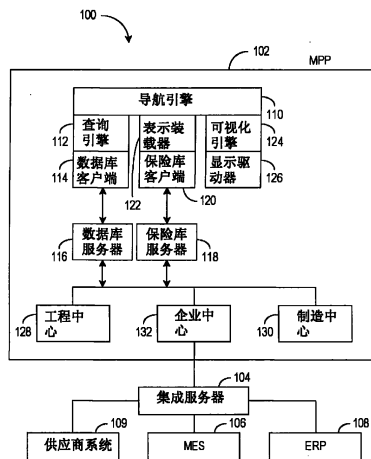 100
102
MPP
导航引擎
110
112
查询
引擎
表示装
载器
可视化
引擎
124
114
数据库
客户端
122
保险库
客户端
120
显示驱
动器
126
116
数据库
服务器
保险库
服务器
118
128
工程中
心
132
企业中
心
130
制造中
心
104
集成服务器
109
106
108
供应商系统
MES
ERP